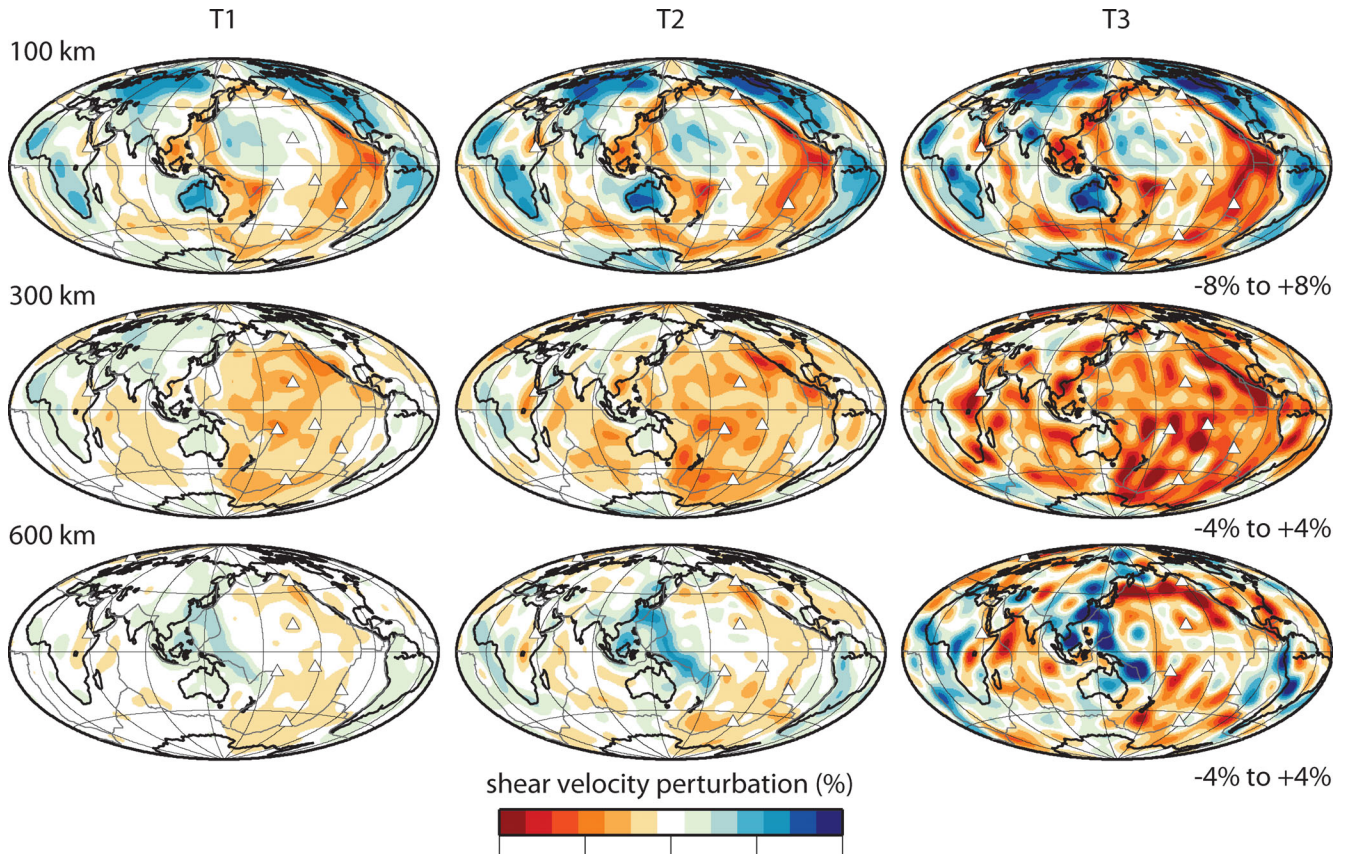 T1 T2 T3
100 km
-8% to +8%
300 km
-4% to +4%
600 km
-4% to +4%
shear velocity perturbation (%)